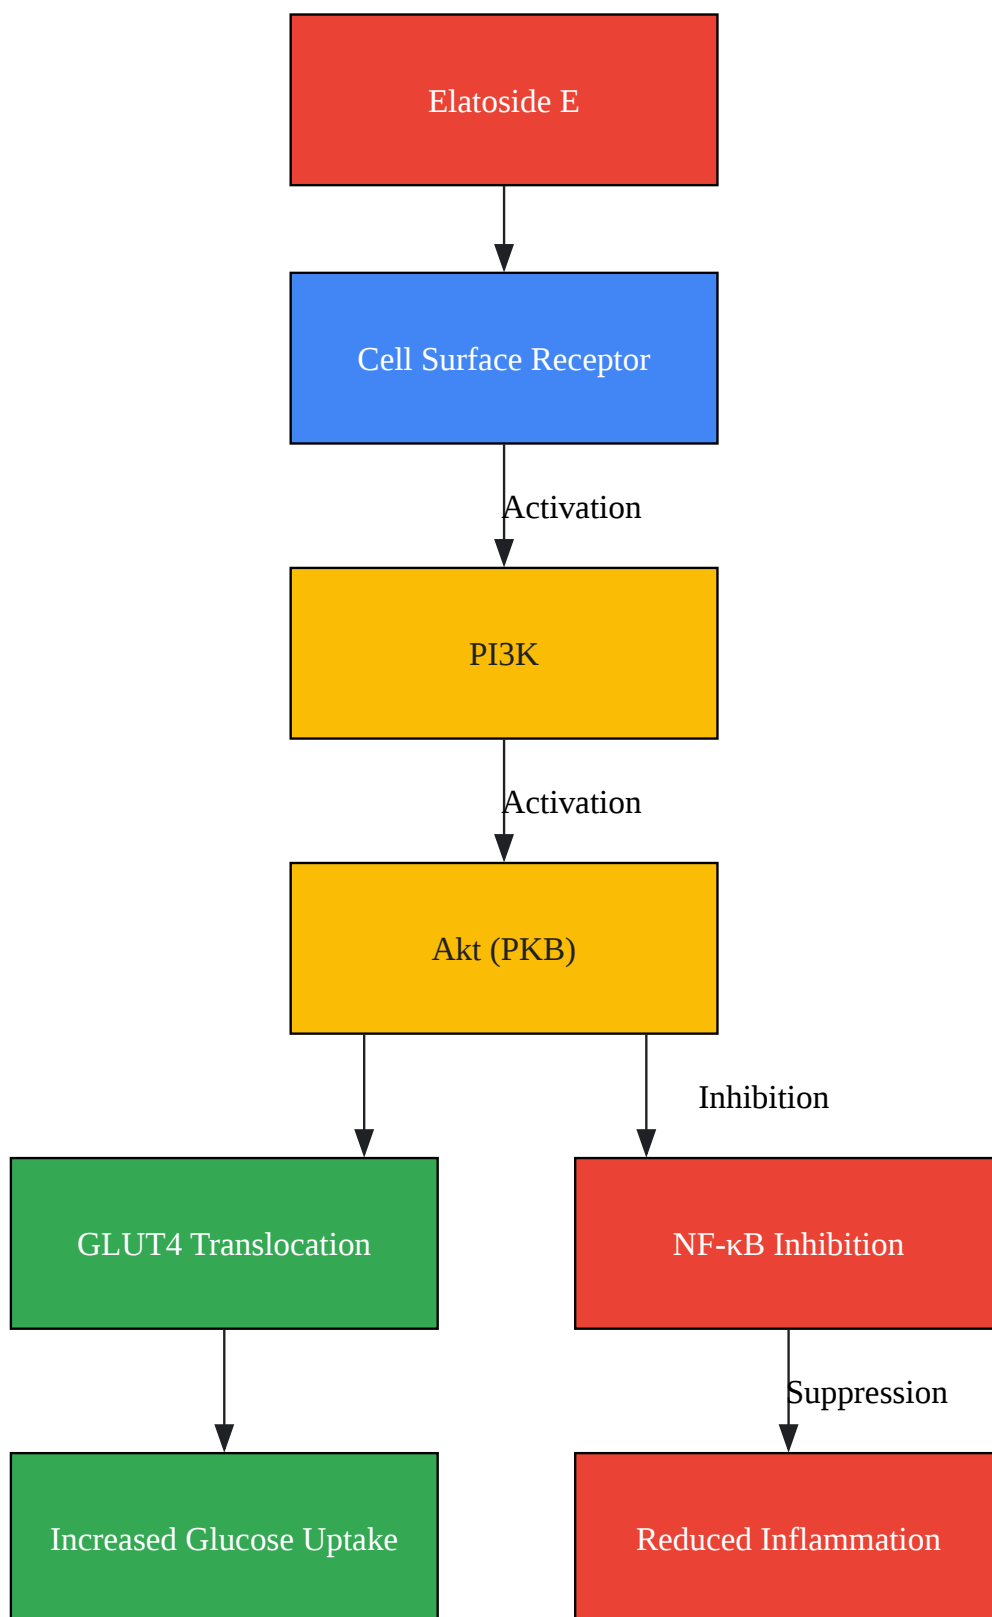 Elatoside E
Cell Surface Receptor
Activation
PI3K
Activation
Akt (PKB)
Inhibition
GLUT4 Translocation
NF-κB Inhibition
Suppression
Increased Glucose Uptake
Reduced Inflammation